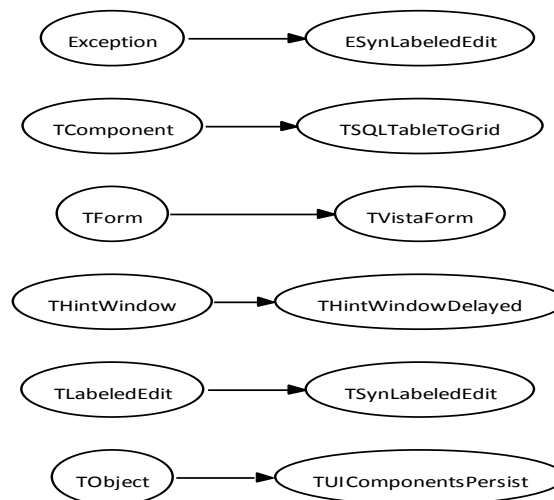 Exception ESynLabeledEdit
TComponent TSQLTableToGrid
TForm TVistaForm
THintWindow THintWindowDelayed
TLabeledEdit TSynLabeledEdit
TObject TUIComponentsPersist